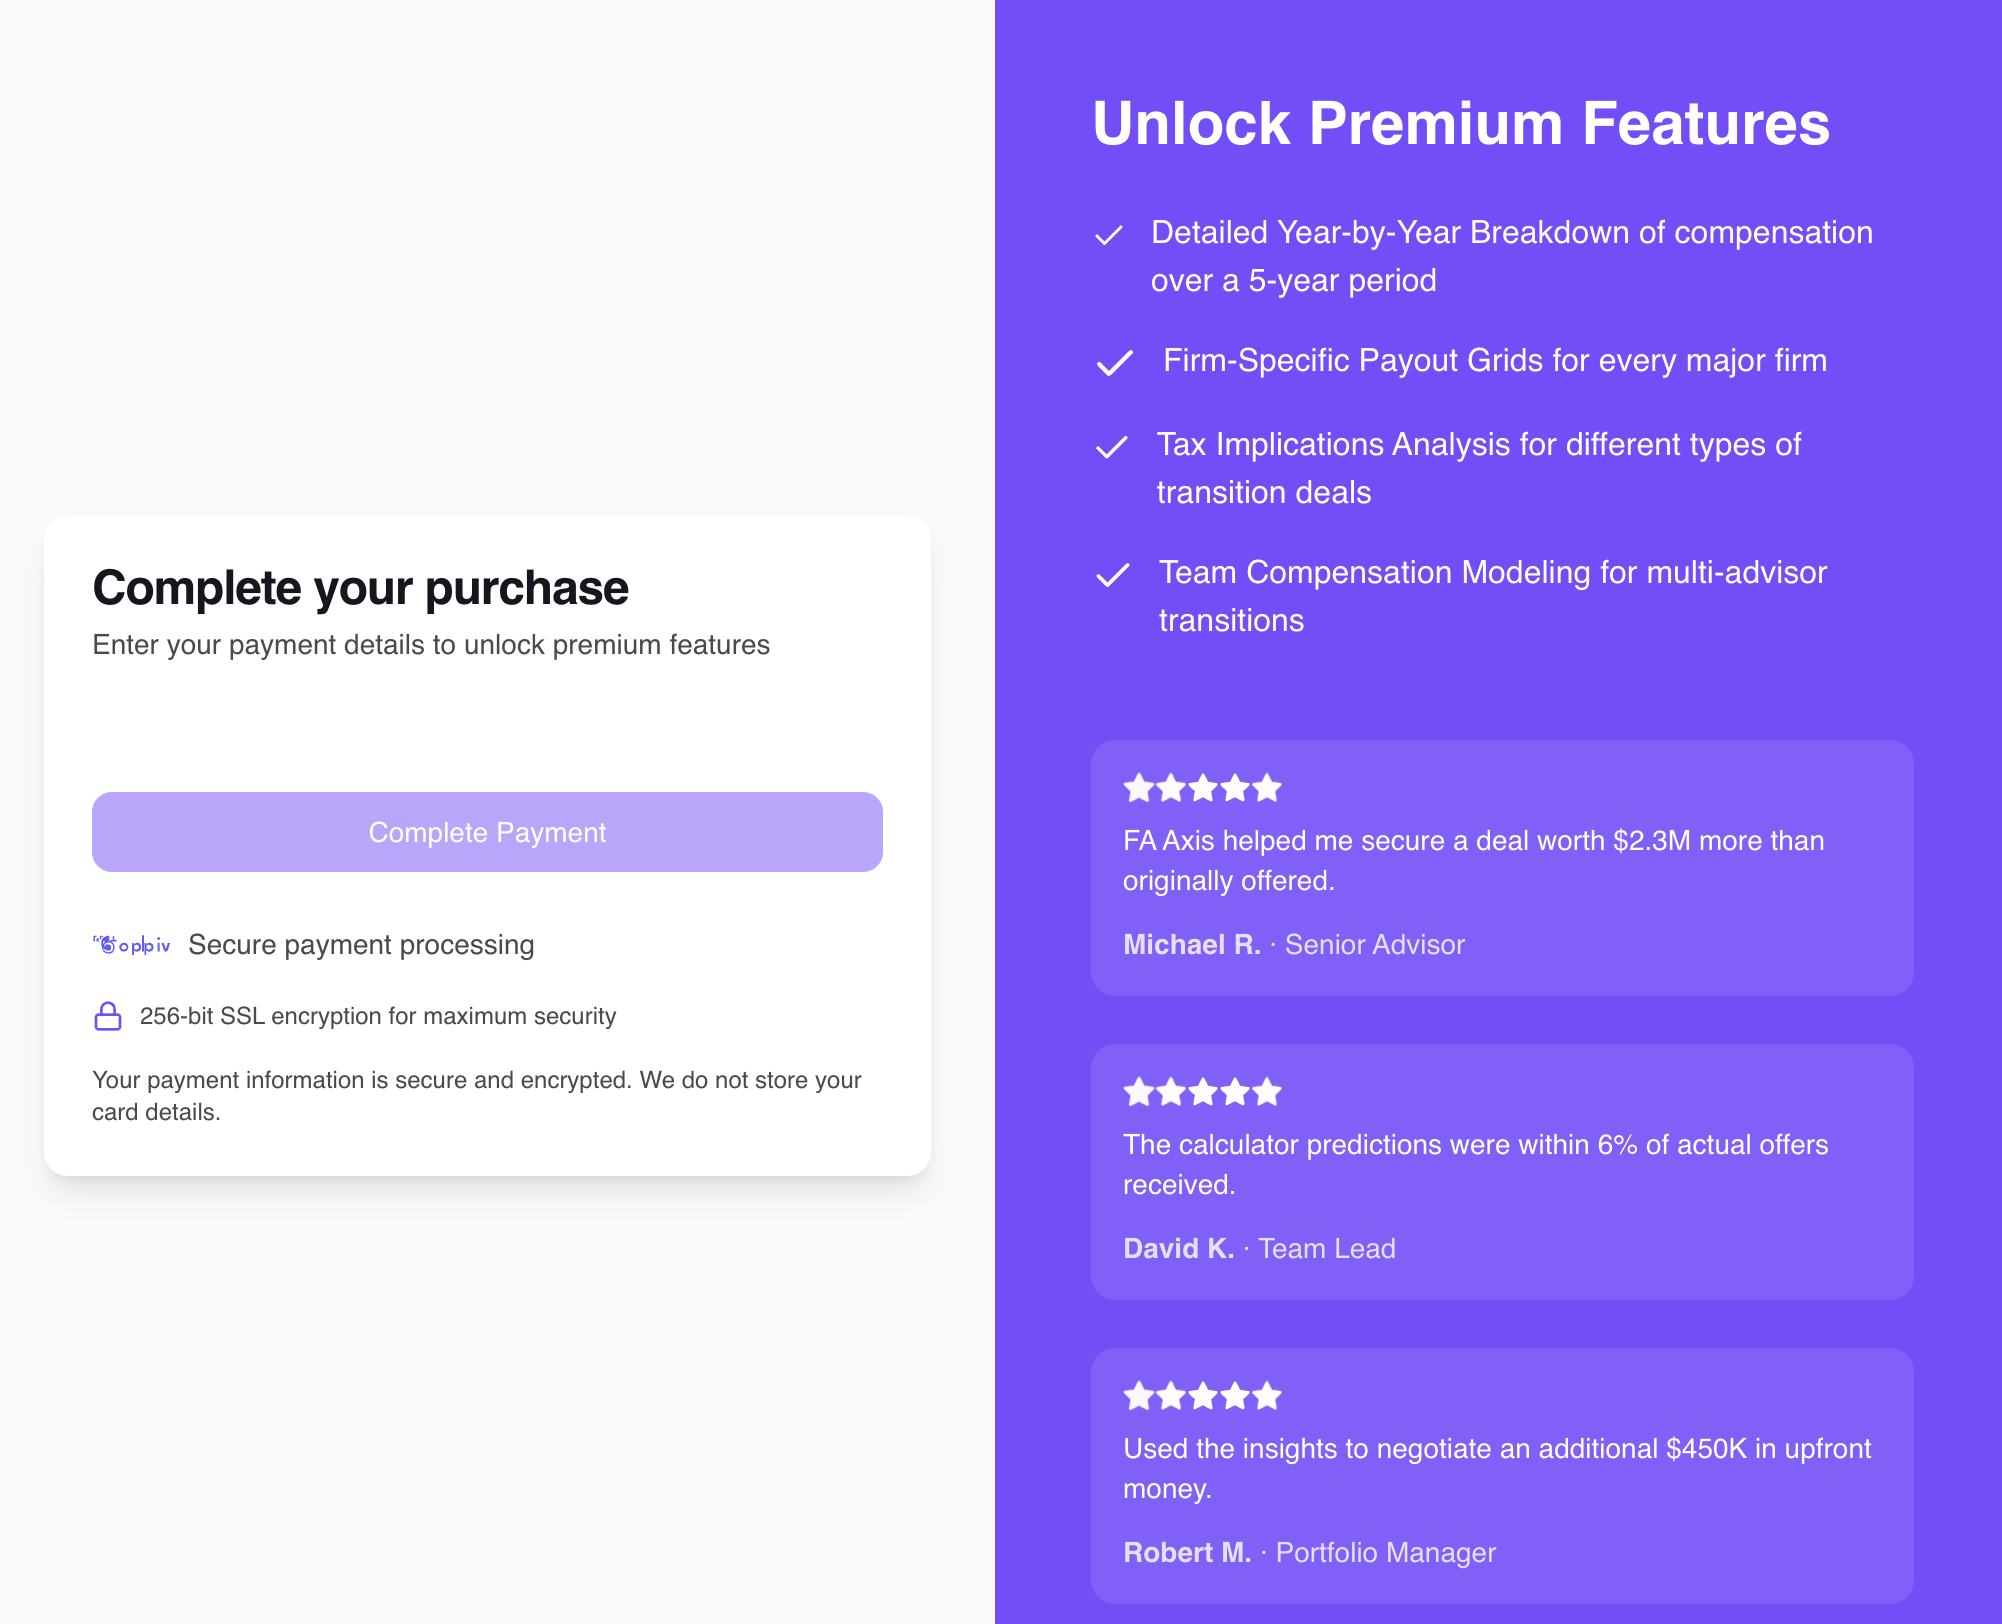 Complete your purchase
Enter your payment details to unlock premium features
Complete Payment
Secure payment processing
256-bit SSL encryption for maximum security
Your payment information is secure and encrypted. We do not store your
card details.
Unlock Premium Features
Detailed Year-by-Year Breakdown of compensation
over a 5-year period
Firm-Specific Payout Grids for every major firm
Tax Implications Analysis for different types of
transition deals
Team Compensation Modeling for multi-advisor
transitions
FA Axis helped me secure a deal worth $2.3M more than
originally offered.
Michael R. · Senior Advisor
The calculator predictions were within 6% of actual offers
received.
David K. · Team Lead
Used the insights to negotiate an additional $450K in upfront
money.
Robert M. · Portfolio Manager